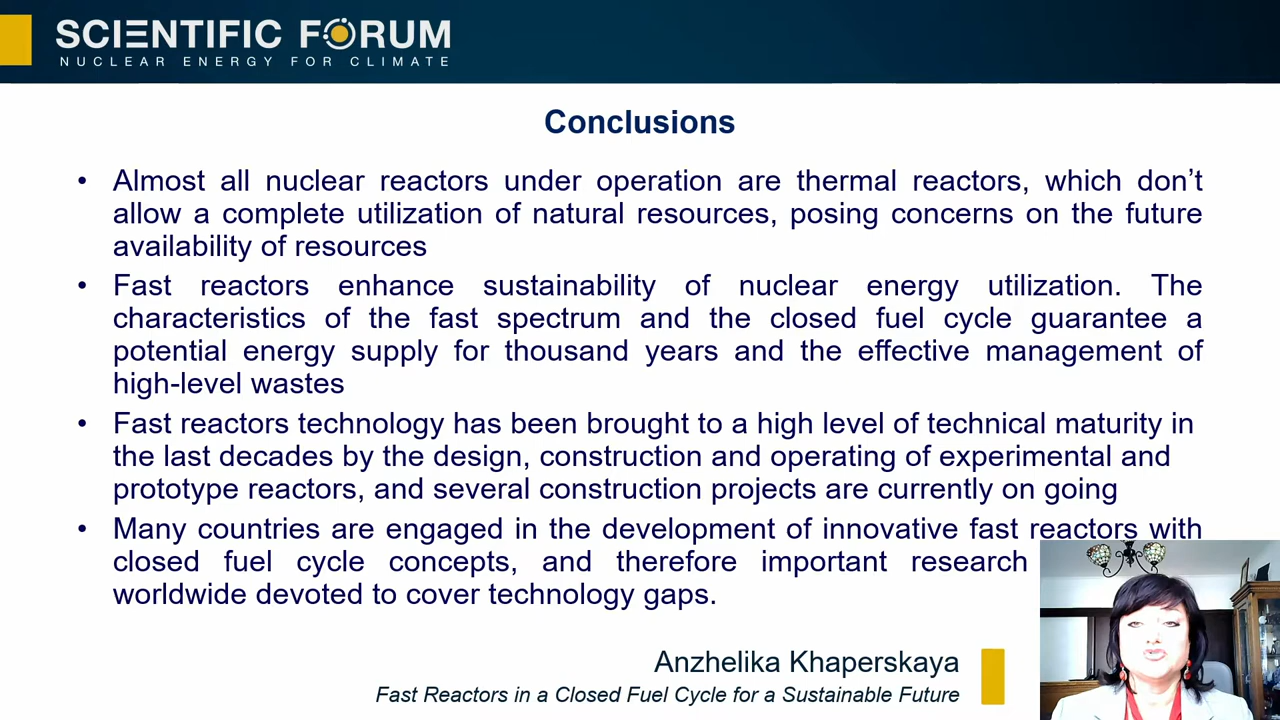 SCIENTIFIC FORUM
NUCLEAR ENERGY FOR CLIMATE
Conclusions
• Almost all nuclear reactors under operation are thermal reactors, which don’t
allow a complete utilization of natural resources, posing concerns on the future
availability of resources
• Fast reactors enhance sustainability of nuclear energy utilization. The
characteristics of the fast spectrum and the closed fuel cycle guarantee a
potential energy supply for thousand years and the effective management of
high-level wastes
• Fast reactors technology has been brought to a high level of technical maturity in
the last decades by the design, construction and operating of experimental and
prototype reactors, and several construction projects are currently on going
• Many countries are engaged in the development of innovative fast reactors with
closed fuel cycle concepts, and therefore important research
worldwide devoted to cover technology gaps.
Anzhelika Khaperskaya
Fast Reactors in a Closed Fuel Cycle for a Sustainable Future